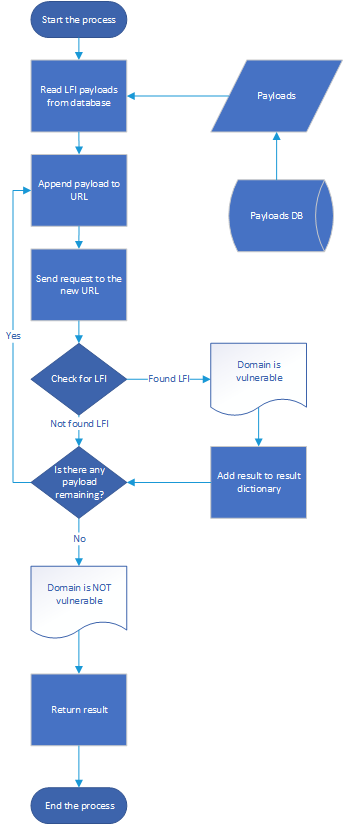 Start the process
Read LFI payloads
from database
Payloads
Append payload to
URL
Payloads DB
Send request to the
new URL
Yes
Check for LFI
Found LFI
Domain is
vulnerable
Not found LFI
Is there any
payload
remaining?
Add result to result
dictionary
No
Domain is NOT
vulnerable
Return result
End the process